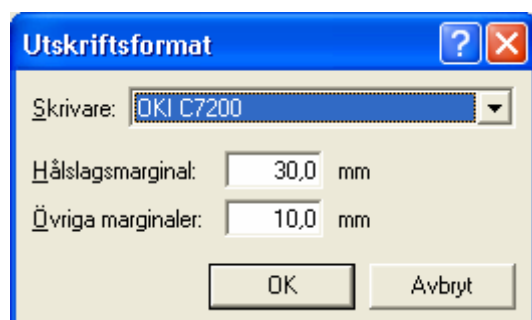 Utskriftsformat
Skrivare: OKI C7200
Hålslagsmarginal: 30,0 mm
Övriga marginaler: 10,0 mm
OK Avbryt